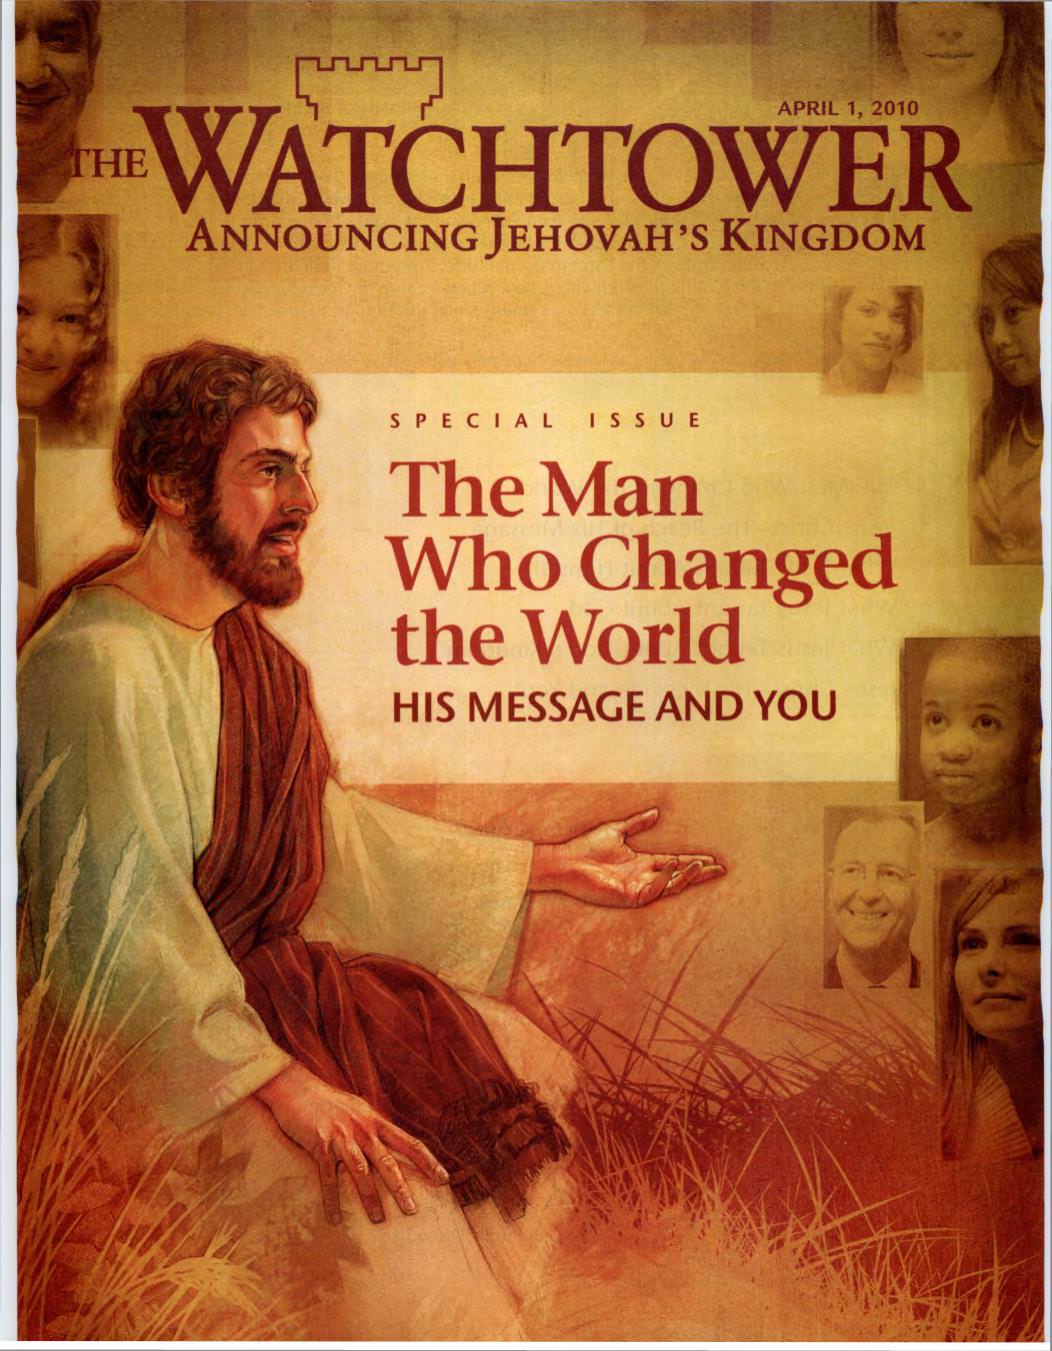 APRIL 1, 2010
THE WATCHTOWER
ANNOUNCING JEHOVAH'S KINGDOM
SPECIAL ISSUE
The Man
Who Changed
the World
HIS MESSAGE AND YOU